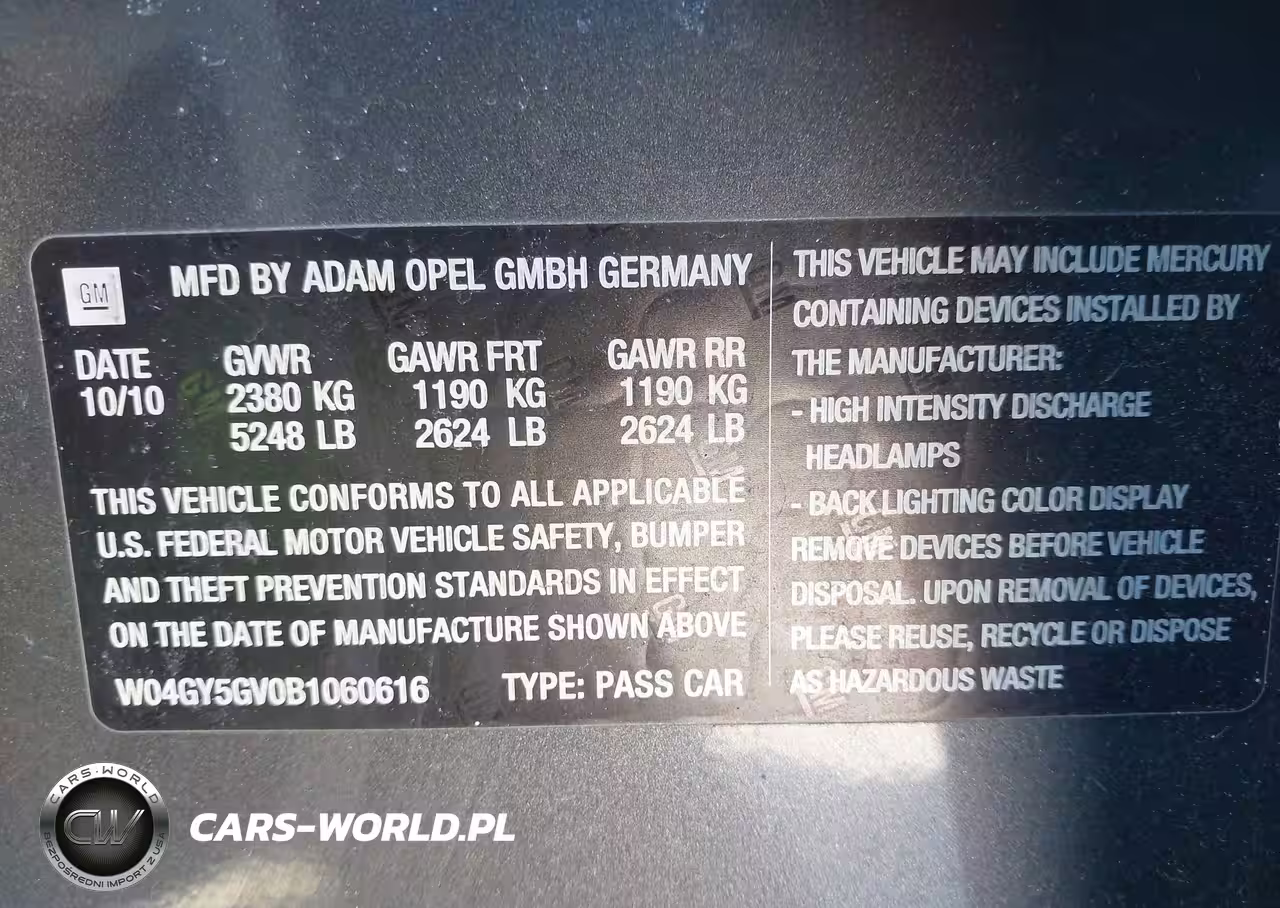 GM
MFD BY ADAM OPEL GMBH GERMANY
DATE GVWR GAWR FRT GAWR RR
10/10 2380 KG 1190 KG 1190 KG
5248 LB 2624 LB 2624 LB
THIS VEHICLE CONFORMS TO ALL APPLICABLE
U.S. FEDERAL MOTOR VEHICLE SAFETY, BUMPER
AND THEFT PREVENTION STANDARDS IN EFFECT
ON THE DATE OF MANUFACTURE SHOWN ABOVE
W04GY5GV0B1060616 TYPE: PASS CAR
THIS VEHICLE MAY INCLUDE MERCURY
CONTAINING DEVICES INSTALLED BY
THE MANUFACTURER:
- HIGH INTENSITY DISCHARGE
HEADLAMPS
- BACK LIGHTING COLOR DISPLAY
REMOVE DEVICES BEFORE VEHICLE
DISPOSAL. UPON REMOVAL OF DEVICES,
PLEASE REUSE, RECYCLE OR DISPOSE
AS HAZARDOUS WASTE
CARS-WORLD
CW
BEZPOŚREDNI IMPORT Z USA
CARS-WORLD.PL